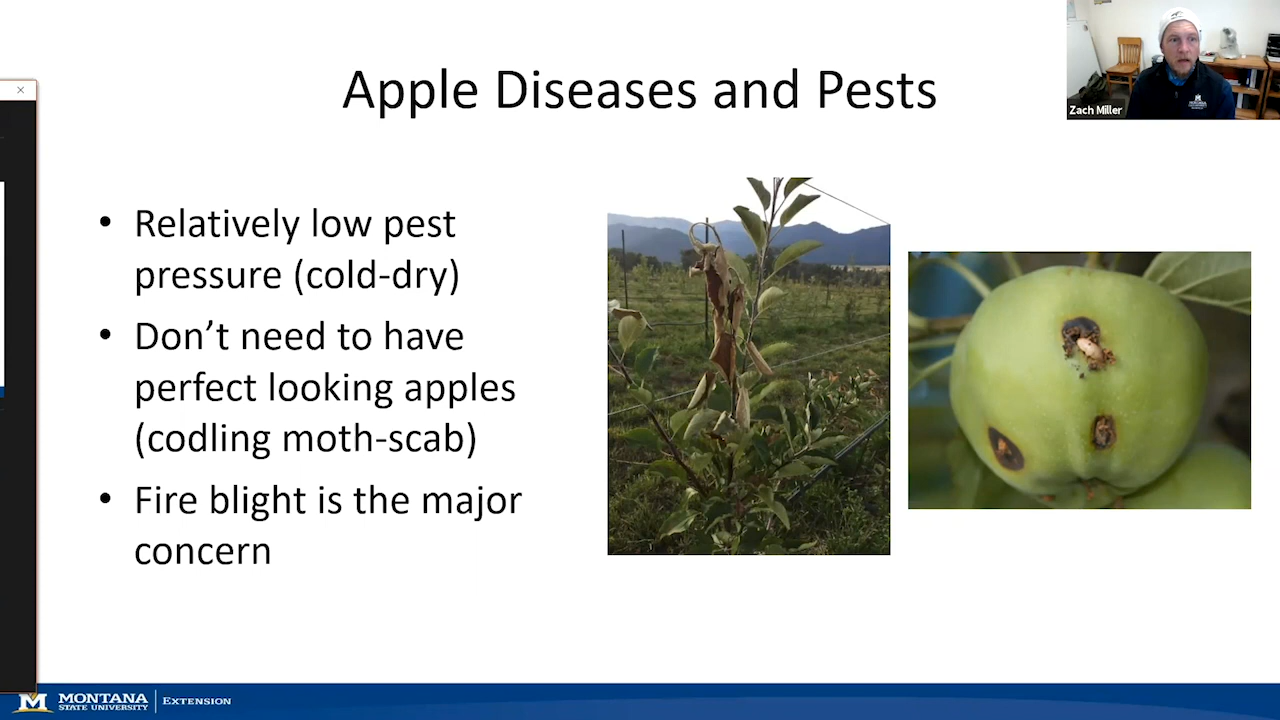 Apple Diseases and Pests
Zach Miller
MONTANA
• Relatively low pest
pressure (cold-dry)
• Don’t need to have
perfect looking apples
(codling moth-scab)
• Fire blight is the major
concern
M MONTANA
STATE UNIVERSITY
EXTENSION